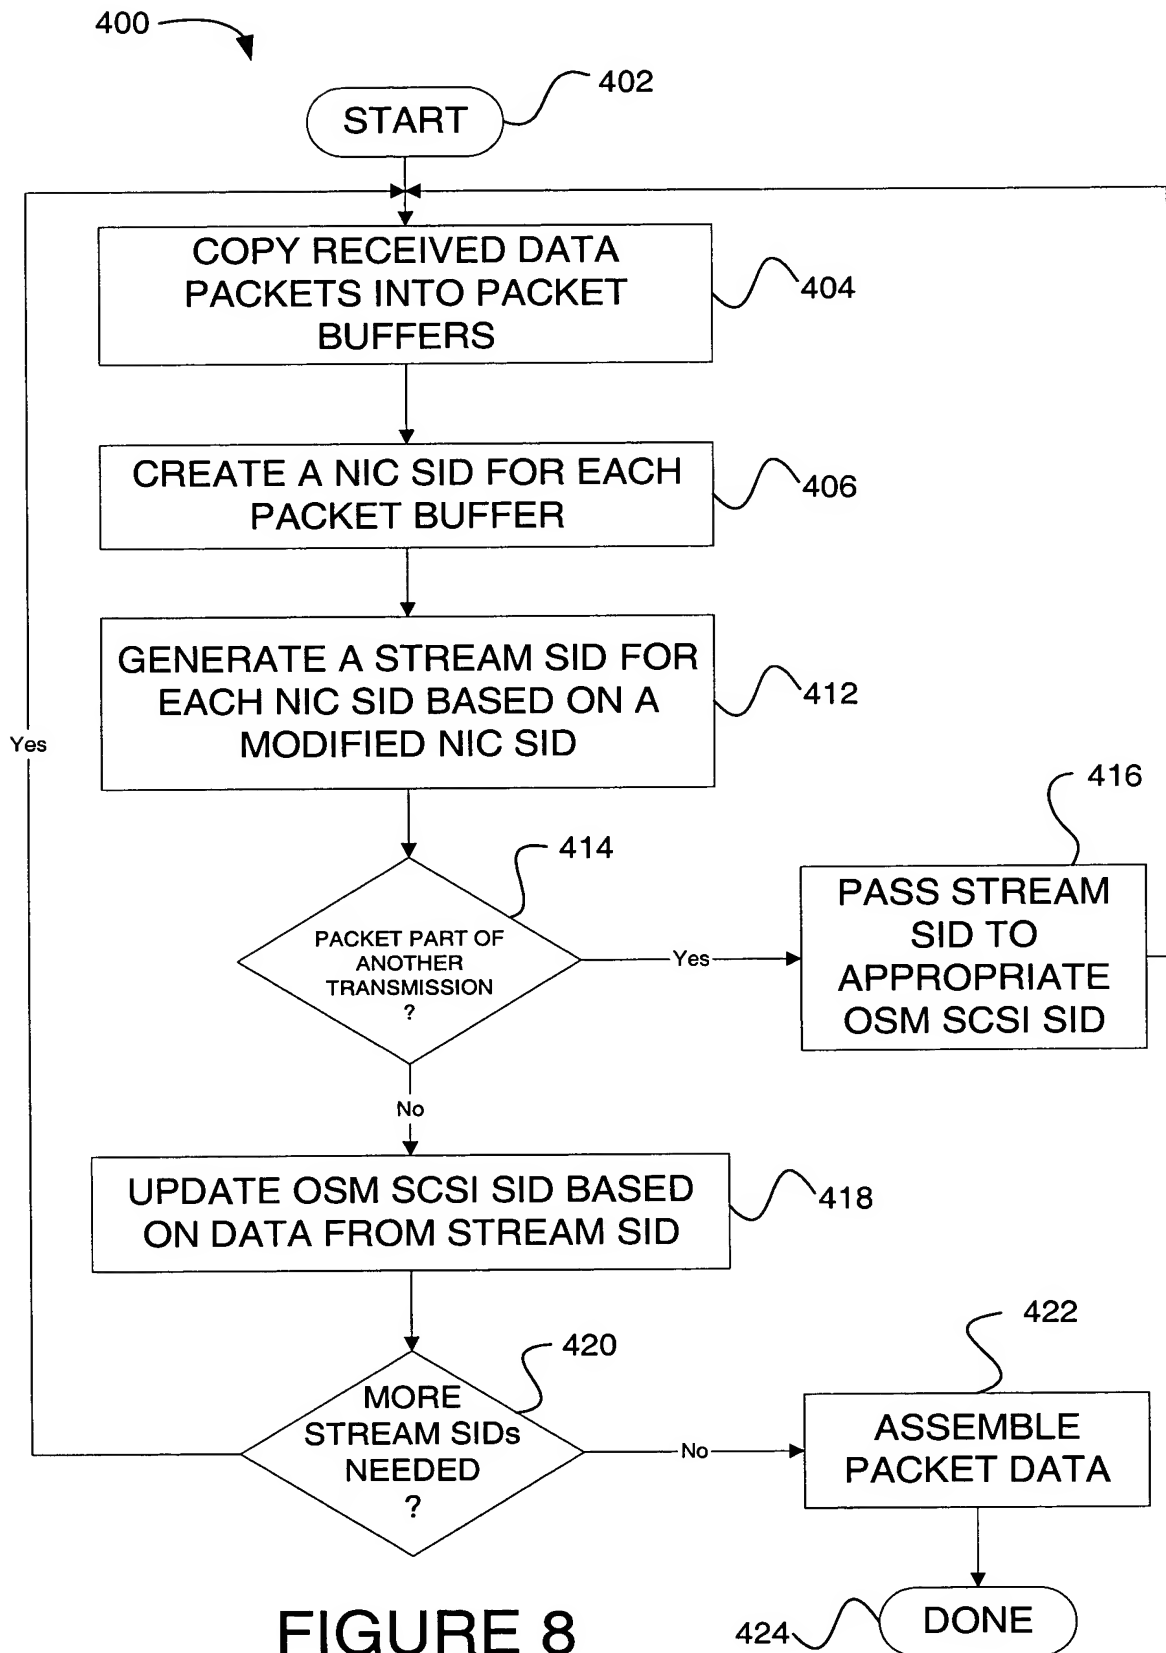 400
402
START
COPY RECEIVED DATA
PACKETS INTO PACKET
BUFFERS
404
CREATE A NIC SID FOR EACH
PACKET BUFFER
406
GENERATE A STREAM SID FOR
EACH NIC SID BASED ON A
MODIFIED NIC SID
412
Yes
414
PACKET PART OF
ANOTHER
TRANSMISSION
?
Yes
416
PASS STREAM
SID TO
APPROPRIATE
OSM SCSI SID
No
UPDATE OSM SCSI SID BASED
ON DATA FROM STREAM SID
418
420
MORE
STREAM SIDs
NEEDED
?
No
422
ASSEMBLE
PACKET DATA
DONE
424
FIGURE 8